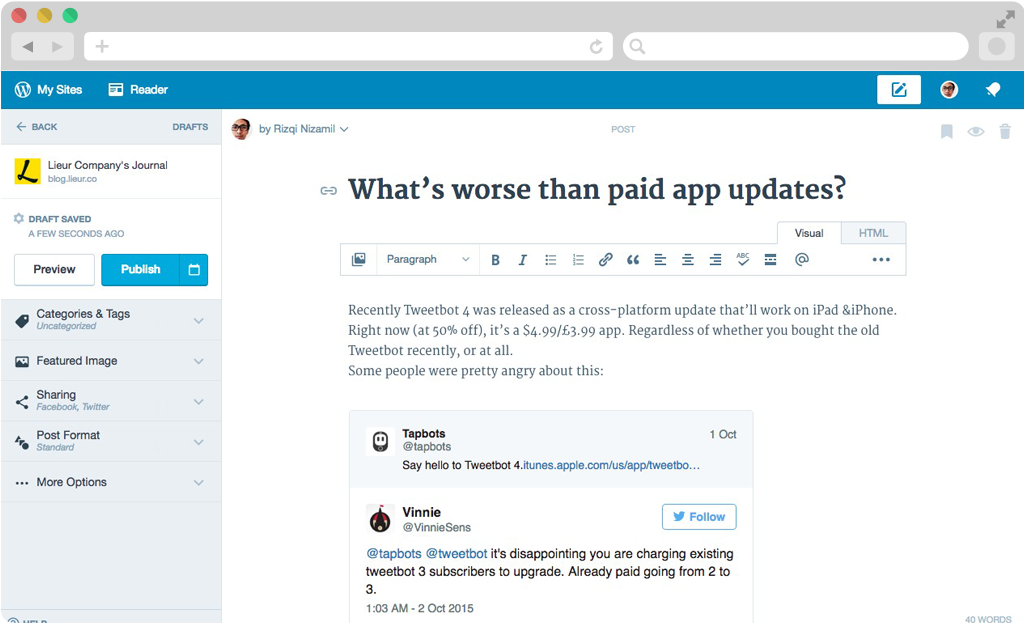 My Sites
Reader
BACK
DRAFTS
by Rizqi Nizamil
POST
Lieur Company's Journal
blog.lieur.co
DRAFT SAVED
A FEW SECONDS AGO
Preview
Publish
Categories & Tags
Uncategorized
Featured Image
Sharing
Facebook, Twitter
Post Format
Standard
More Options
HELP
What’s worse than paid app updates?
Visual
HTML
Paragraph
B
I
ABC
Recently Tweetbot 4 was released as a cross-platform update that’ll work on iPad &iPhone.
Right now (at 50% off), it’s a $4.99/£3.99 app. Regardless of whether you bought the old
Tweetbot recently, or at all.
Some people were pretty angry about this:
Tapbots
1 Oct
@tapbots
Say hello to Tweetbot 4.itunes.apple.com/us/app/tweetbo…
Vinnie
@VinnieSens
Follow
@tapbots @tweetbot it's disappointing you are charging existing
tweetbot 3 subscribers to upgrade. Already paid going from 2 to
3.
1:03 AM - 2 Oct 2015
40 WORDS